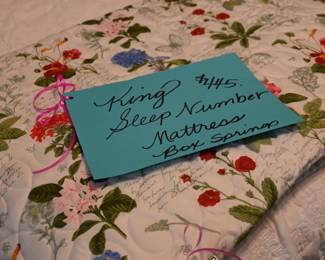 King $145.
Sleep Number
Mattress
Box Springs